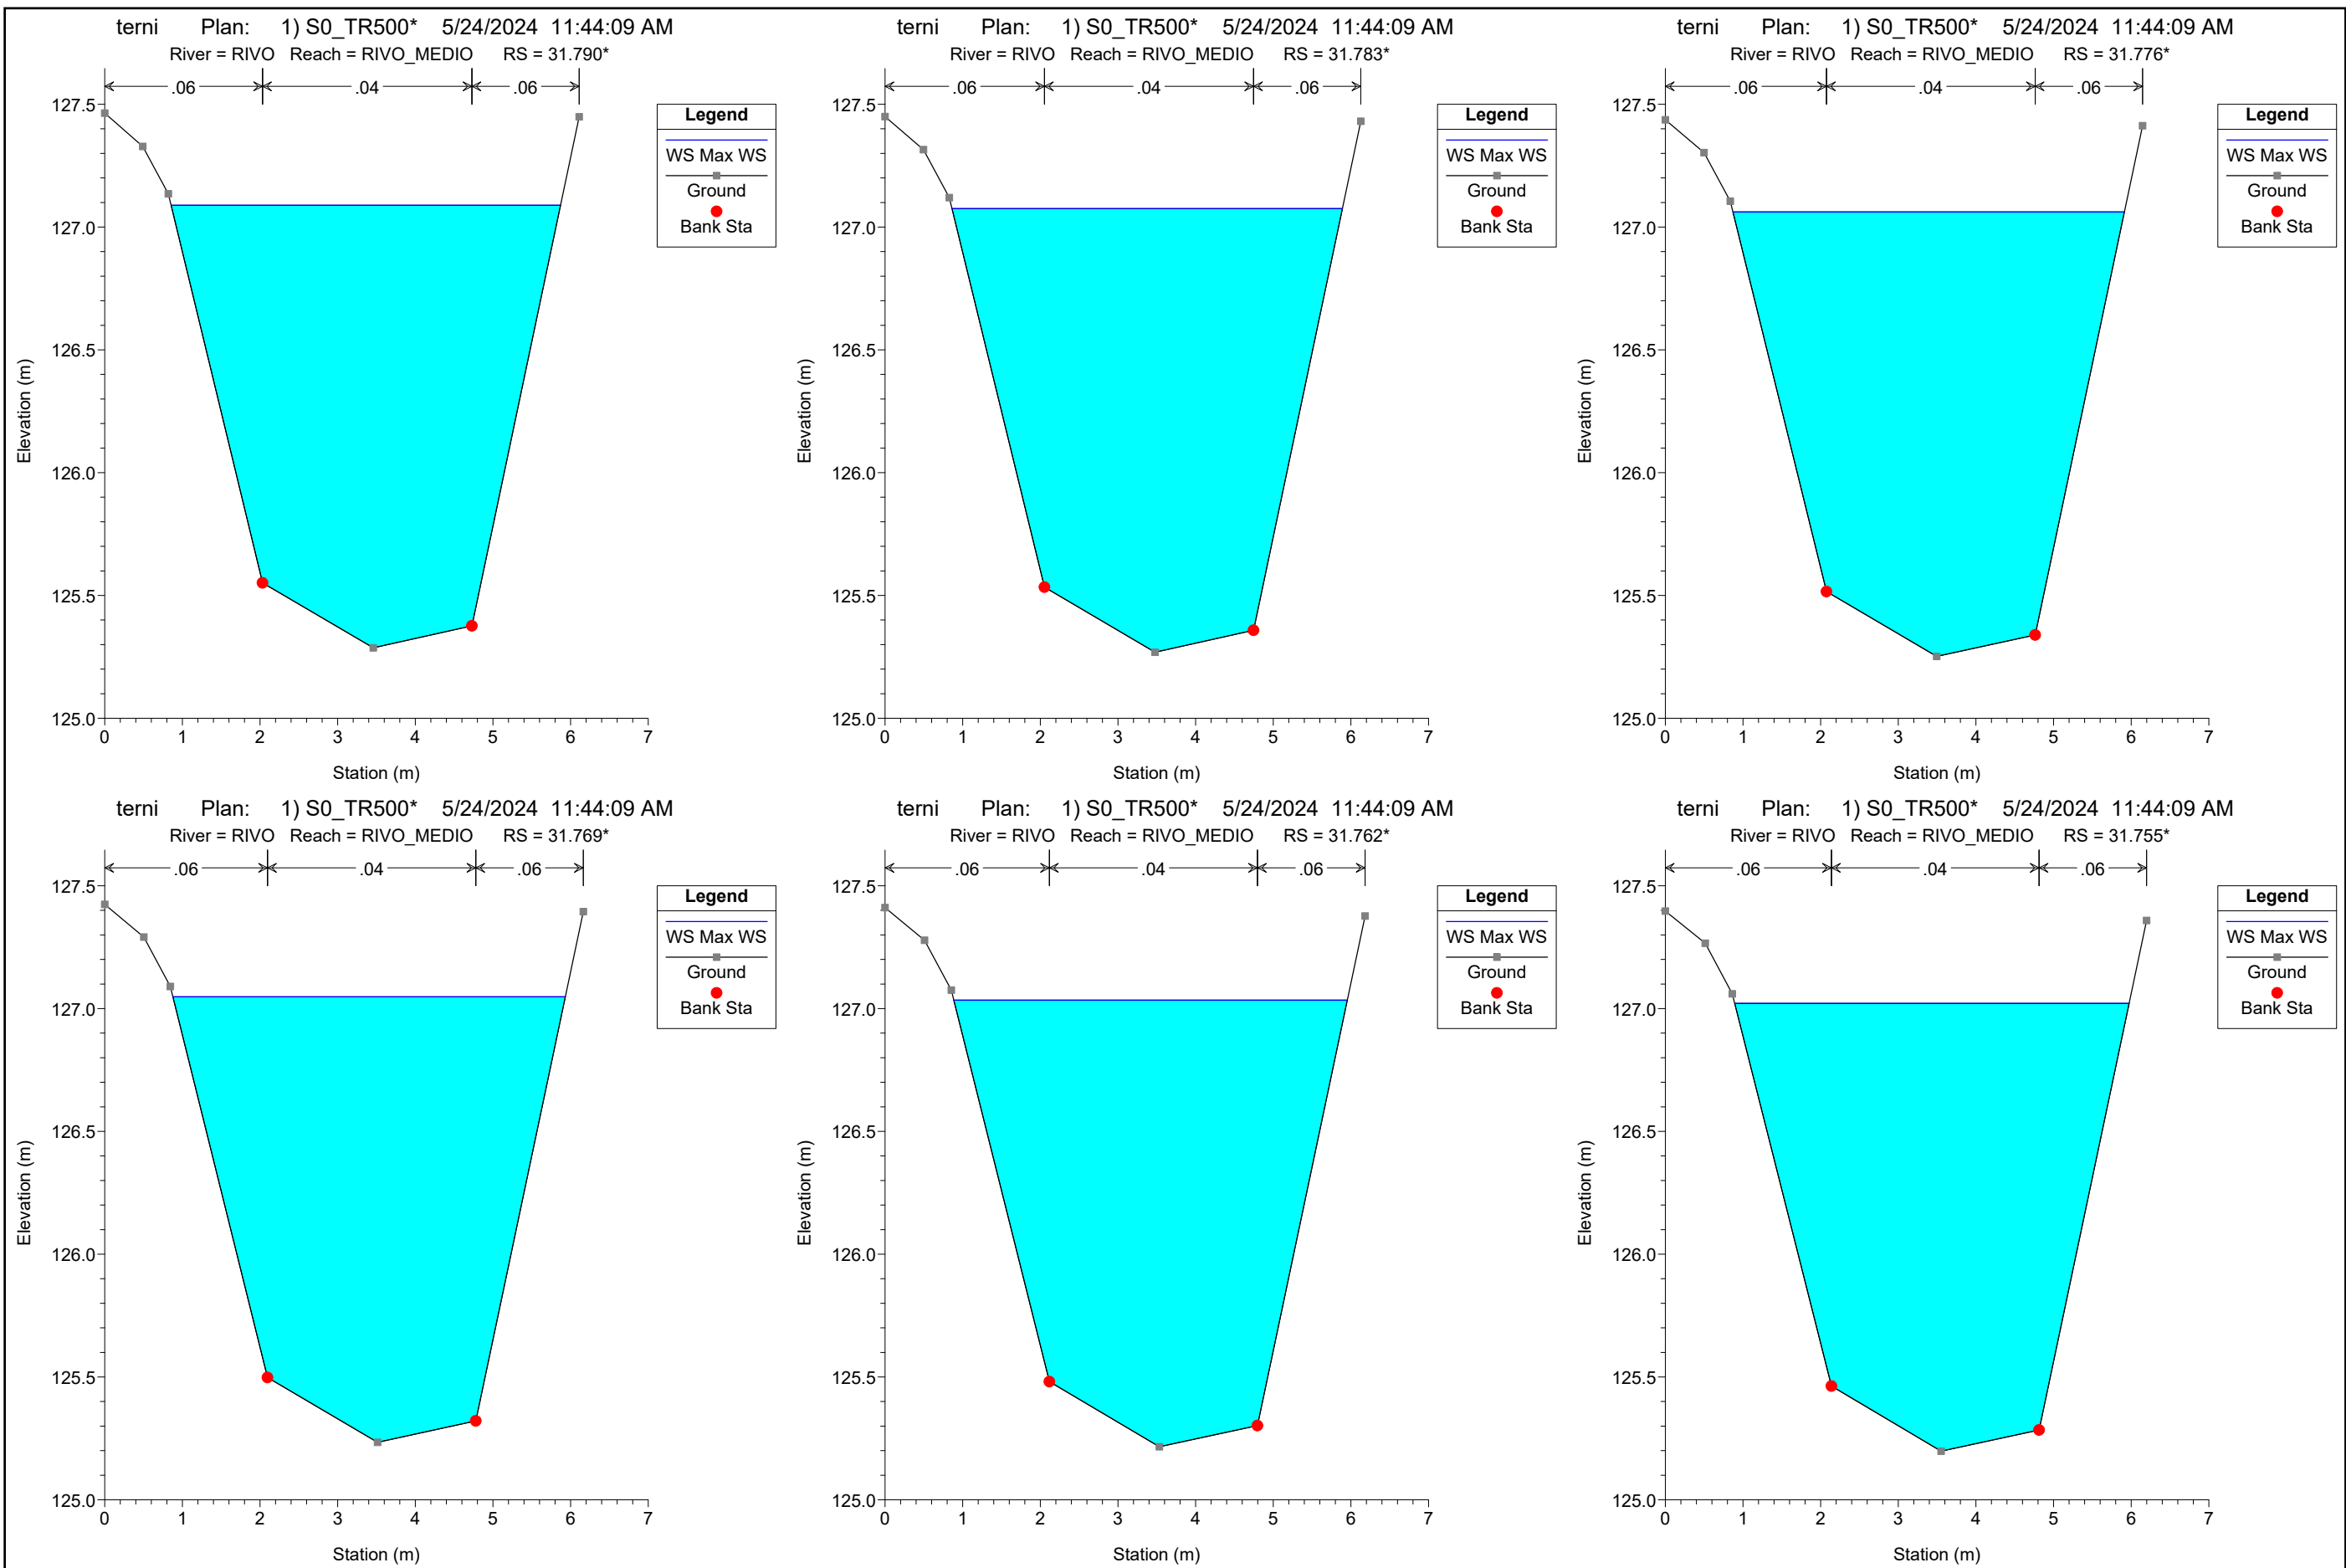 terni Plan: 1) S0_TR500* 5/24/2024 11:44:09 AM
River = RIVO Reach = RIVO_MEDIO RS = 31.790*
.06 .04 .06
Legend
WS Max WS
Ground
Bank Sta
127.5
127.0
126.5
126.0
125.5
125.0
0 1 2 3 4 5 6 7
Station (m)
Elevation (m)
terni Plan: 1) S0_TR500* 5/24/2024 11:44:09 AM
River = RIVO Reach = RIVO_MEDIO RS = 31.783*
.06 .04 .06
Legend
WS Max WS
Ground
Bank Sta
127.5
127.0
126.5
126.0
125.5
125.0
0 1 2 3 4 5 6 7
Station (m)
Elevation (m)
terni Plan: 1) S0_TR500* 5/24/2024 11:44:09 AM
River = RIVO Reach = RIVO_MEDIO RS = 31.776*
.06 .04 .06
Legend
WS Max WS
Ground
Bank Sta
127.5
127.0
126.5
126.0
125.5
125.0
0 1 2 3 4 5 6 7
Station (m)
Elevation (m)
terni Plan: 1) S0_TR500* 5/24/2024 11:44:09 AM
River = RIVO Reach = RIVO_MEDIO RS = 31.769*
.06 .04 .06
Legend
WS Max WS
Ground
Bank Sta
127.5
127.0
126.5
126.0
125.5
125.0
0 1 2 3 4 5 6 7
Station (m)
Elevation (m)
terni Plan: 1) S0_TR500* 5/24/2024 11:44:09 AM
River = RIVO Reach = RIVO_MEDIO RS = 31.762*
.06 .04 .06
Legend
WS Max WS
Ground
Bank Sta
127.5
127.0
126.5
126.0
125.5
125.0
0 1 2 3 4 5 6 7
Station (m)
Elevation (m)
terni Plan: 1) S0_TR500* 5/24/2024 11:44:09 AM
River = RIVO Reach = RIVO_MEDIO RS = 31.755*
.06 .04 .06
Legend
WS Max WS
Ground
Bank Sta
127.5
127.0
126.5
126.0
125.5
125.0
0 1 2 3 4 5 6 7
Station (m)
Elevation (m)